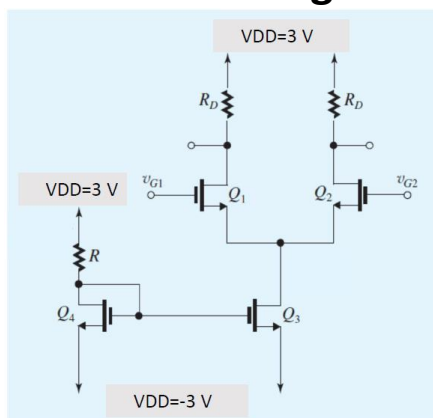 VDD=3 V
R_D R_D
v_G1 Q_1 Q_2 v_G2
VDD=3 V
R
Q_4 Q_3
VDD=-3 V